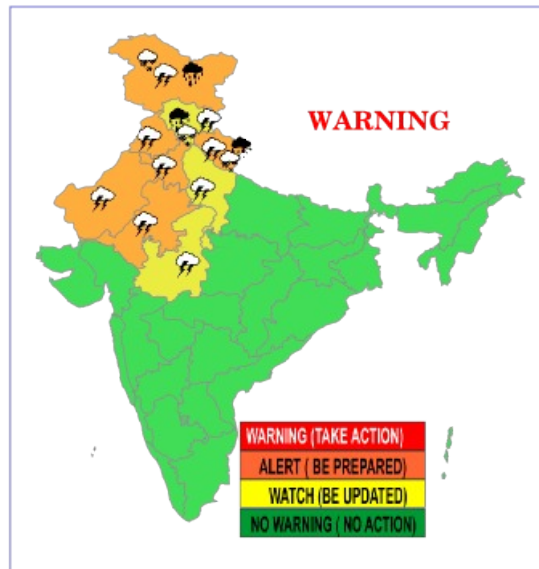 WARNING
WARNING (TAKE ACTION)
ALERT ( BE PREPARED)
WATCH (BE UPDATED)
NO WARNING ( NO ACTION)